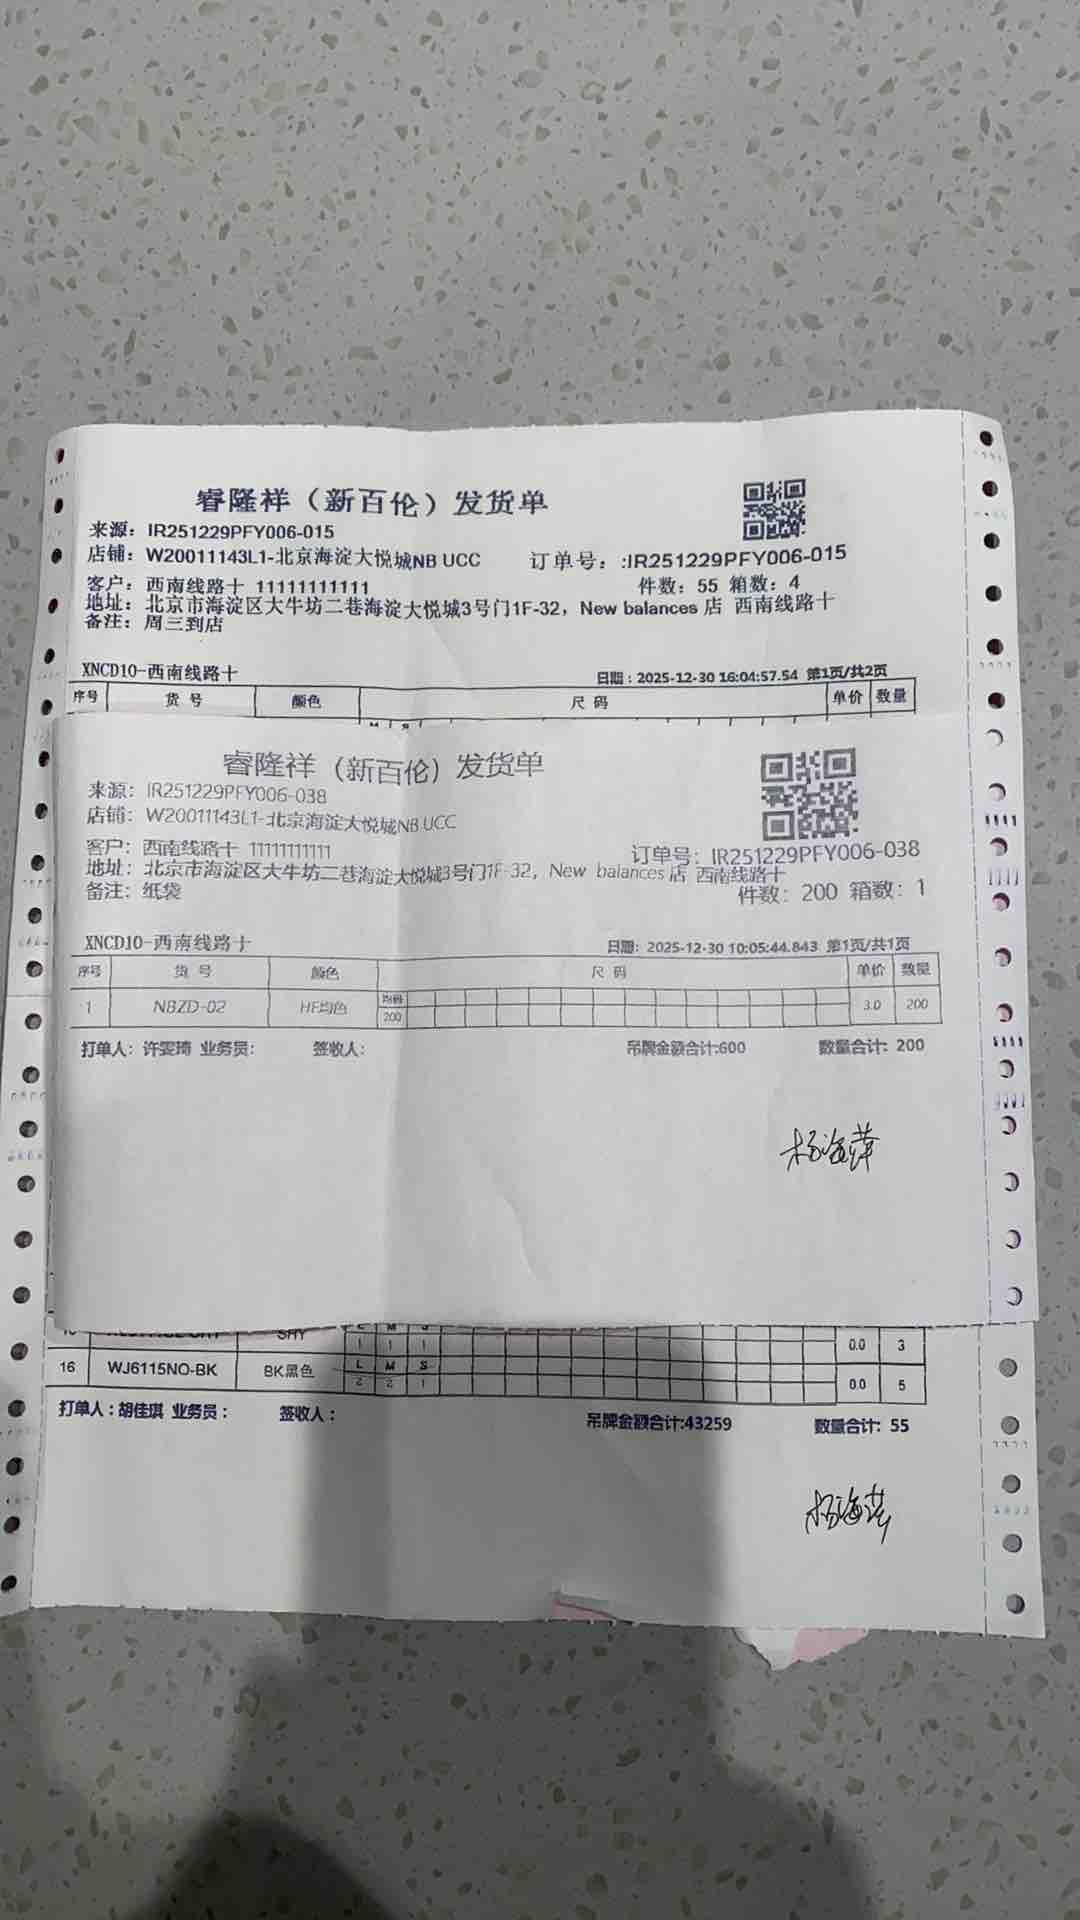 睿隆祥（新百伦）发货单
来源：IR251229PFY006-015
店铺：W20011143L1-北京海淀大悦城NB UCC 订单号：:IR251229PFY006-015
客户：西南线路十 11111111111 件数：55 箱数：4
地址：北京市海淀区大牛坊二巷海淀大悦城3号门1F-32，New balances 店 西南线路十
备注：周三到店
XNCD10-西南线路十 日期：2025-12-30 16:04:57.54 第1页/共2页
序号 货 号 颜色 尺 码 单价 数量
M S
睿隆祥（新百伦）发货单
来源：IR251229PFY006-038
店铺：W20011143L1-北京海淀大悦城NB UCC
客户：西南线路十 11111111111 订单号：IR251229PFY006-038
地址：北京市海淀区大牛坊二巷海淀大悦城3号门1F-32，New balances 店 西南线路十
备注：纸袋 件数：200 箱数：1
XNCD10-西南线路十 日期：2025-12-30 10:05:44.843 第1页/共1页
序号 货 号 颜色 尺 码 单价 数量
1 NBZD-02 HF均色 均码 3.0 200
200
打单人：许雯琦 业务员： 签收人： 吊牌金额合计:600 数量合计：200
杨海萍
SHY L M S
1 1 1 0.0 3
16 WJ6115NO-BK BK黑色 L M S
2 2 1 0.0 5
打单人：胡佳琪 业务员： 签收人： 吊牌金额合计:43259 数量合计：55
杨海萍